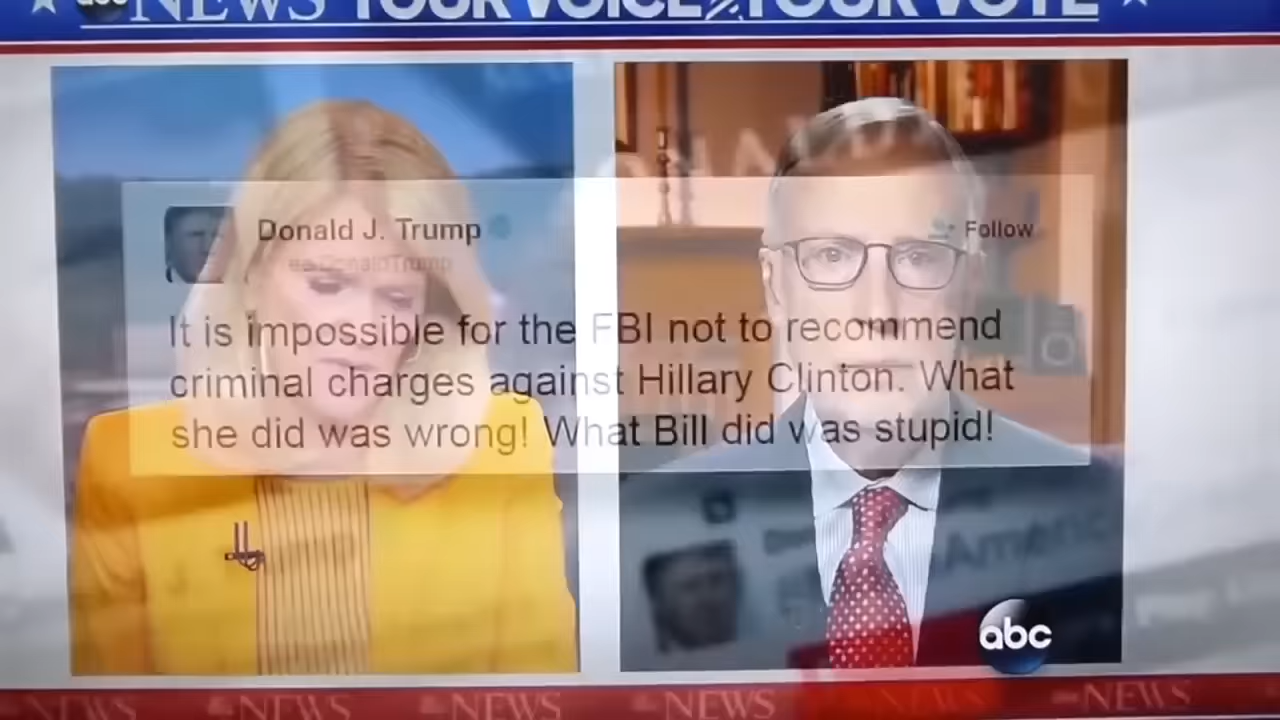 abc NEWS YOUR VOICE YOUR VOTE
Donald J. Trump
Follow
It is impossible for the FBI not to recommend
criminal charges against Hillary Clinton. What
she did was wrong! What Bill did was stupid!
abc
NEWS NEWS NEWS NEWS NEWS NEWS